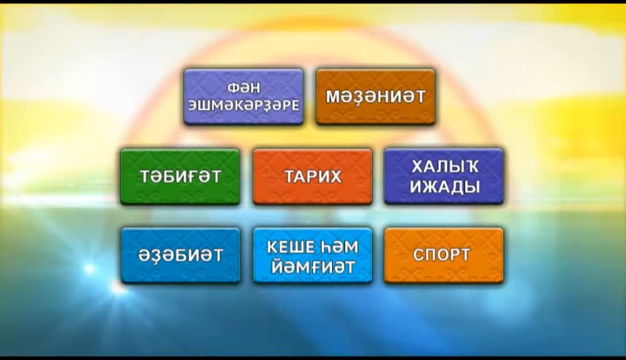 ФӘН
ЭШМӘКӘРҘӘРЕ
МӘҘӘНИӘТ
ТӘБИҒӘТ
ТАРИХ
ХАЛЫҠ
ИЖАДЫ
ӘҘӘБИӘТ
КЕШЕ ҺӘМ
ЙӘМҒИӘТ
СПОРТ